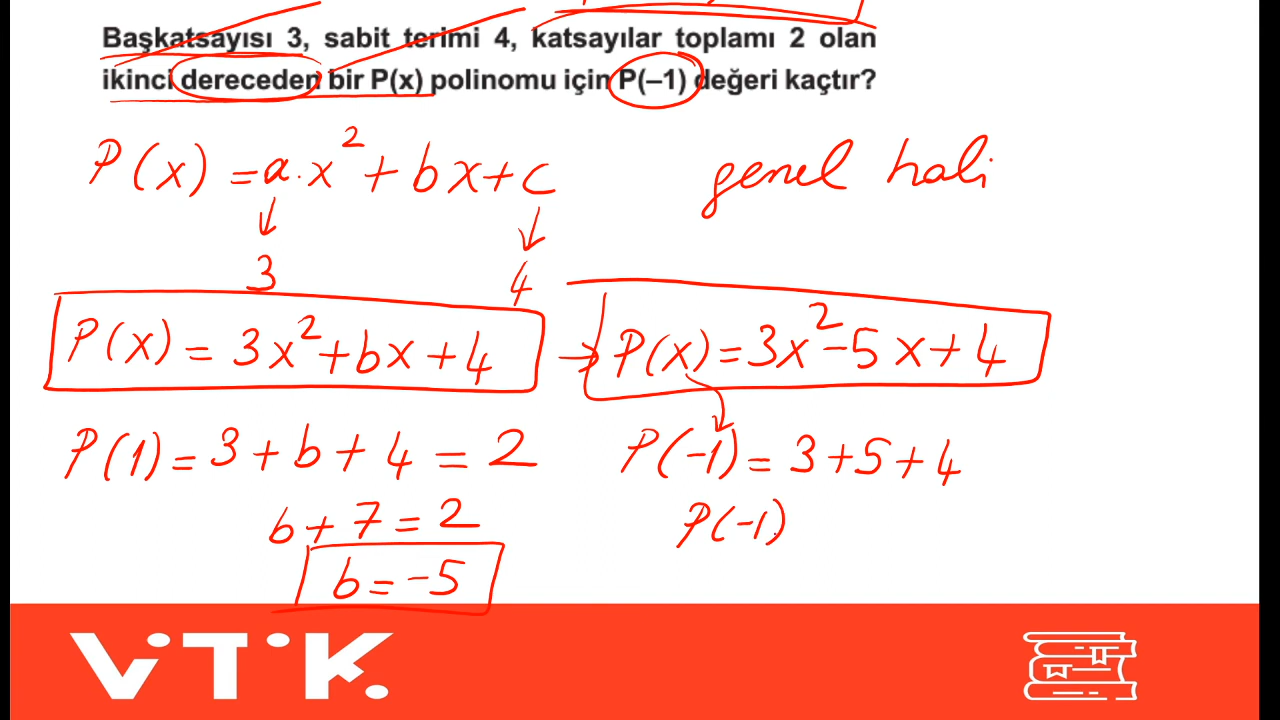 Başkatsayısı 3, sabit terimi 4, katsayılar toplamı 2 olan
ikinci dereceden bir P(x) polinomu için P(–1) değeri kaçtır?
P(x) = a.x² + bx + c
genel hali
3
4
P(x) = 3x² + bx + 4
→ P(x) = 3x² - 5x + 4
P(1) = 3 + b + 4 = 2
P(-1) = 3 + 5 + 4
b + 7 = 2
P(-1)
b = -5
ViTiK.